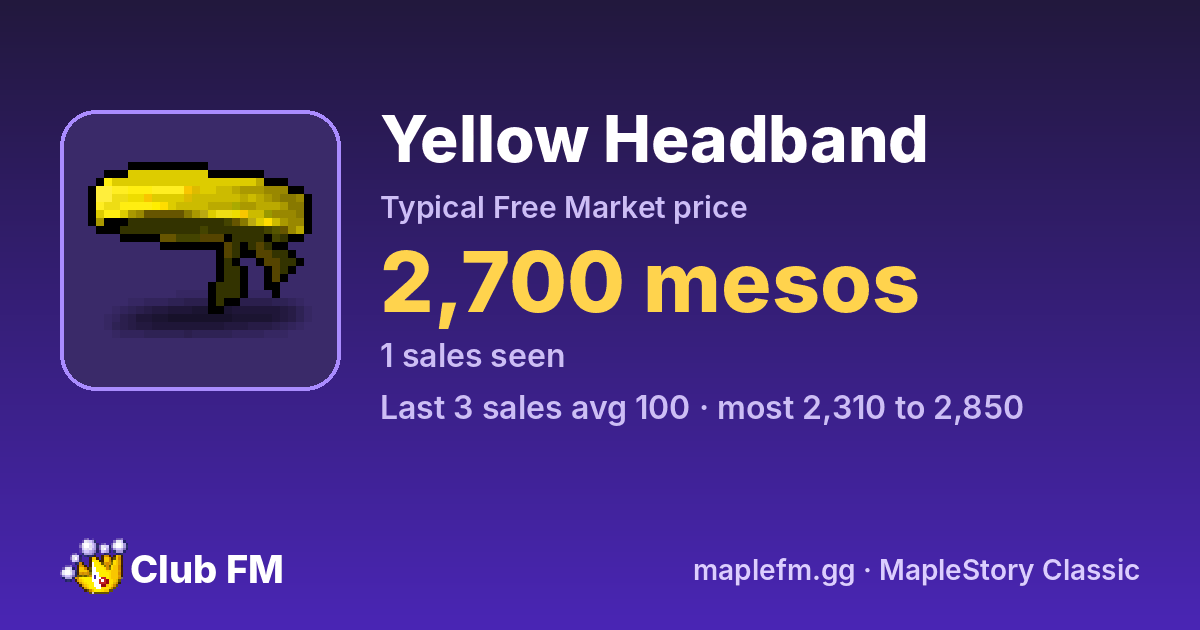 Yellow Headband
Typical Free Market price
2,700 mesos
1 sales seen
Last 3 sales avg 100 · most 2,310 to 2,850
Club FM
maplefm.gg · MapleStory Classic